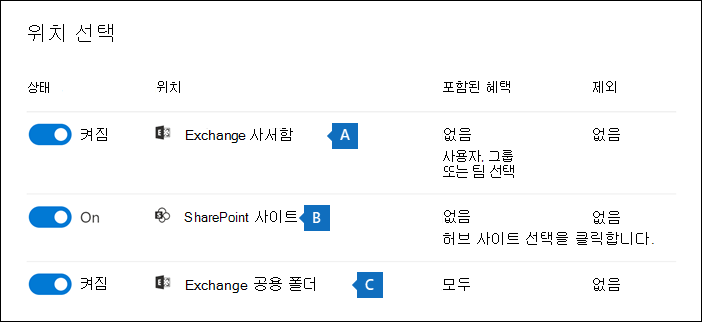 위치 선택
상태 위치 포함된 혜택 제외
켜짐 Exchange 사서함 A 없음 없음
사용자, 그룹
또는 팀 선택
On SharePoint 사이트 B 없음 없음
허브 사이트 선택을 클릭합니다.
켜짐 Exchange 공용 폴더 C 모두 없음